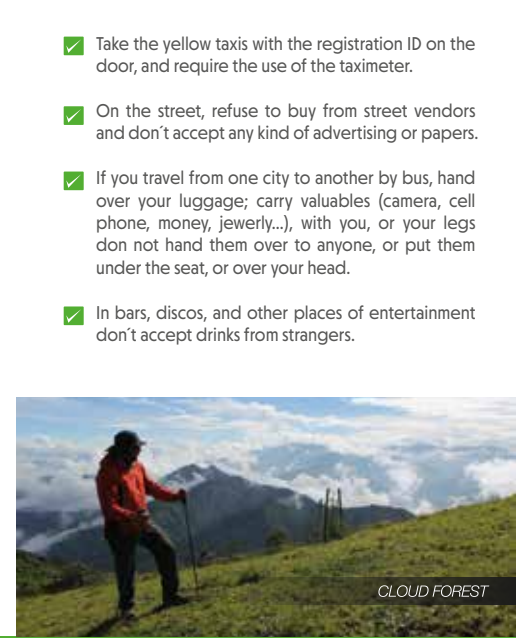 Take the yellow taxis with the registration ID on the
door, and require the use of the taximeter.
On the street, refuse to buy from street vendors
and don´t accept any kind of advertising or papers.
If you travel from one city to another by bus, hand
over your luggage; carry valuables (camera, cell
phone, money, jewerly...), with you, or your legs
don not hand them over to anyone, or put them
under the seat, or over your head.
In bars, discos, and other places of entertainment
don´t accept drinks from strangers.
CLOUD FOREST